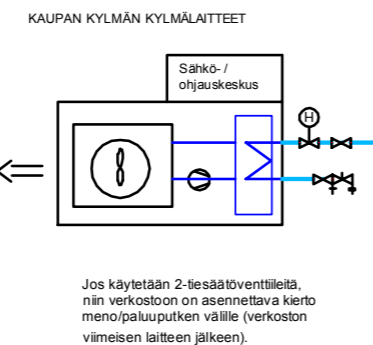 KAUPAN KYLMÄN KYLMÄLAITTEET
Sähkö- /
ohjauskeskus
H
Jos käytetään 2-tiesäätöventtiileitä,
niin verkostoon on asennettava kierto
meno/paluuputken välille (verkoston
viimeisen laitteen jälkeen).